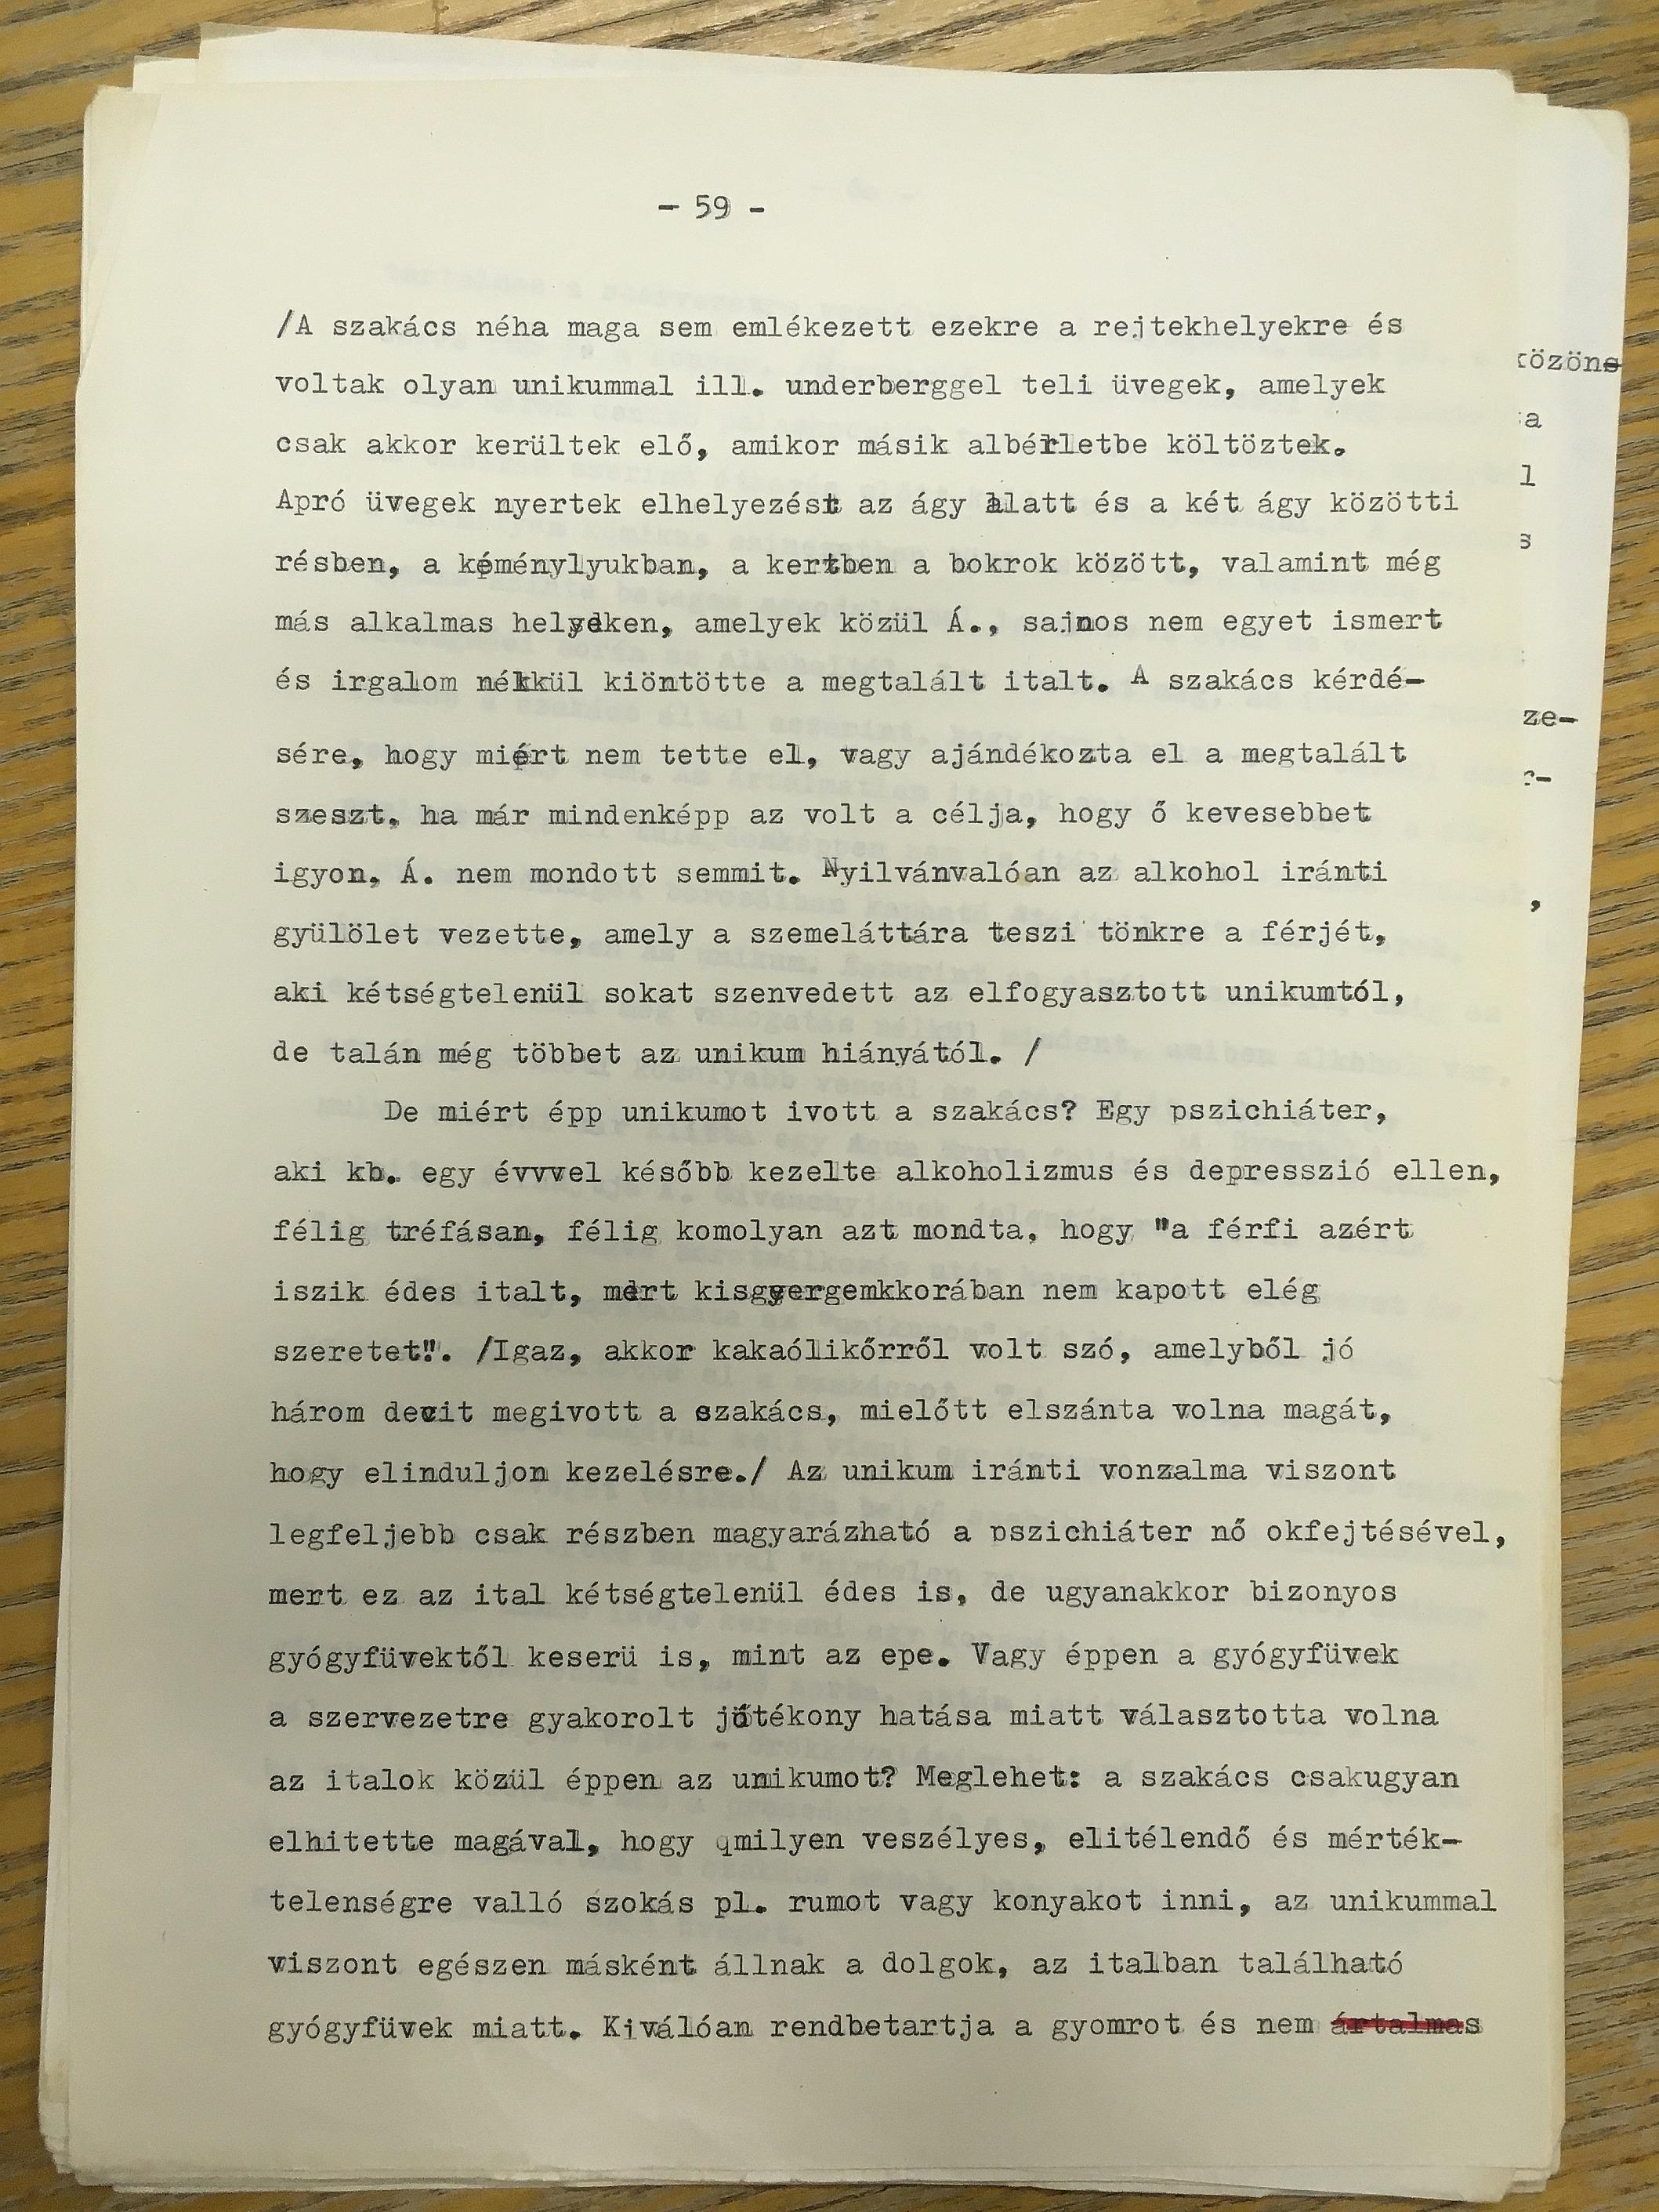 - 59 -
/A szakács néha maga sem emlékezett ezekre a rejtekhelyekre és
voltak olyan unikummal ill. underberggel teli üvegek, amelyek
csak akkor kerültek elő, amikor másik albérletbe költöztek.
Apró üvegek nyertek elhelyezést az ágy alatt és a két ágy közötti
résben, a kéménylyukban, a kertben a bokrok között, valamint még
más alkalmas helyeken, amelyek közül Á., sajnos nem egyet ismert
és irgalom nélkül kiöntötte a megtalált italt. A szakács kérdé-
sére, hogy miért nem tette el, vagy ajándékozta el a megtalált
szeszt, ha már mindenképp az volt a célja, hogy ő kevesebbet
igyon, Á. nem mondott semmit. Nyilvánvalóan az alkohol iránti
gyülölet vezette, amely a szemeláttára teszi tönkre a férjét,
aki kétségtelenül sokat szenvedett az elfogyasztott unikumtól,
de talán még többet az unikum hiányától. /
De miért épp unikumot ivott a szakács? Egy pszichiáter,
aki kb. egy évvvel később kezelte alkoholizmus és depresszió ellen,
félig tréfásan, félig komolyan azt mondta, hogy "a férfi azért
iszik édes italt, mert kisgyergemkkorában nem kapott elég
szeretet". /Igaz, akkor kakaólikőrről volt szó, amelyből jó
három decit megivott a szakács, mielőtt elszánta volna magát,
hogy elinduljon kezelésre./ Az unikum iránti vonzalma viszont
legfeljebb csak részben magyarázható a pszichiáter nő okfejtésével,
mert ez az ital kétségtelenül édes is, de ugyanakkor bizonyos
gyógyfüvektől keserü is, mint az epe. Vagy éppen a gyógyfüvek
a szervezetre gyakorolt jótékony hatása miatt választotta volna
az italok közül éppen az unikumot? Meglehet: a szakács csakugyan
elhitette magával, hogy qmilyen veszélyes, elitélendő és mérték-
telenségre valló szokás pl. rumot vagy konyakot inni, az unikummal
viszont egészen másként állnak a dolgok, az italban található
gyógyfüvek miatt. Kiválóan rendbetartja a gyomrot és nem ártalmas